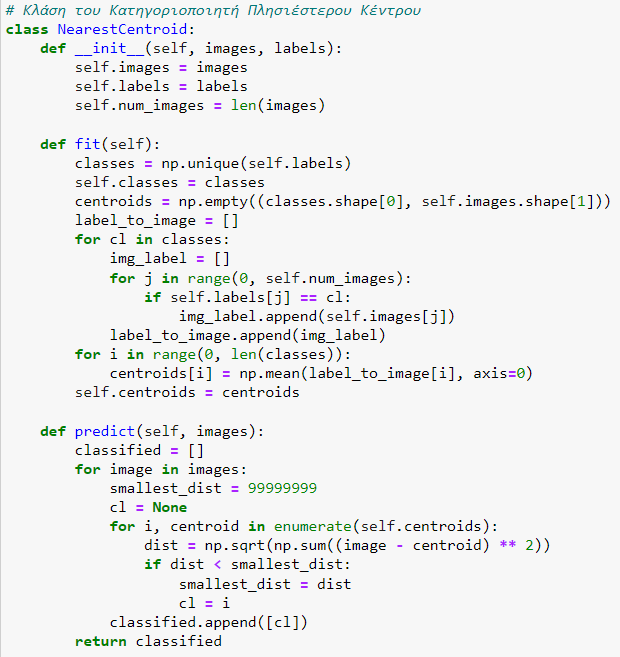 # Κλάση του Κατηγοριοποιητή Πλησιέστερου Κέντρου
class NearestCentroid:
    def __init__(self, images, labels):
        self.images = images
        self.labels = labels
        self.num_images = len(images)

    def fit(self):
        classes = np.unique(self.labels)
        self.classes = classes
        centroids = np.empty((classes.shape[0], self.images.shape[1]))
        label_to_image = []
        for cl in classes:
            img_label = []
            for j in range(0, self.num_images):
                if self.labels[j] == cl:
                    img_label.append(self.images[j])
            label_to_image.append(img_label)
        for i in range(0, len(classes)):
            centroids[i] = np.mean(label_to_image[i], axis=0)
        self.centroids = centroids

    def predict(self, images):
        classified = []
        for image in images:
            smallest_dist = 99999999
            cl = None
            for i, centroid in enumerate(self.centroids):
                dist = np.sqrt(np.sum((image - centroid) ** 2))
                if dist < smallest_dist:
                    smallest_dist = dist
                    cl = i
            classified.append([cl])
        return classified